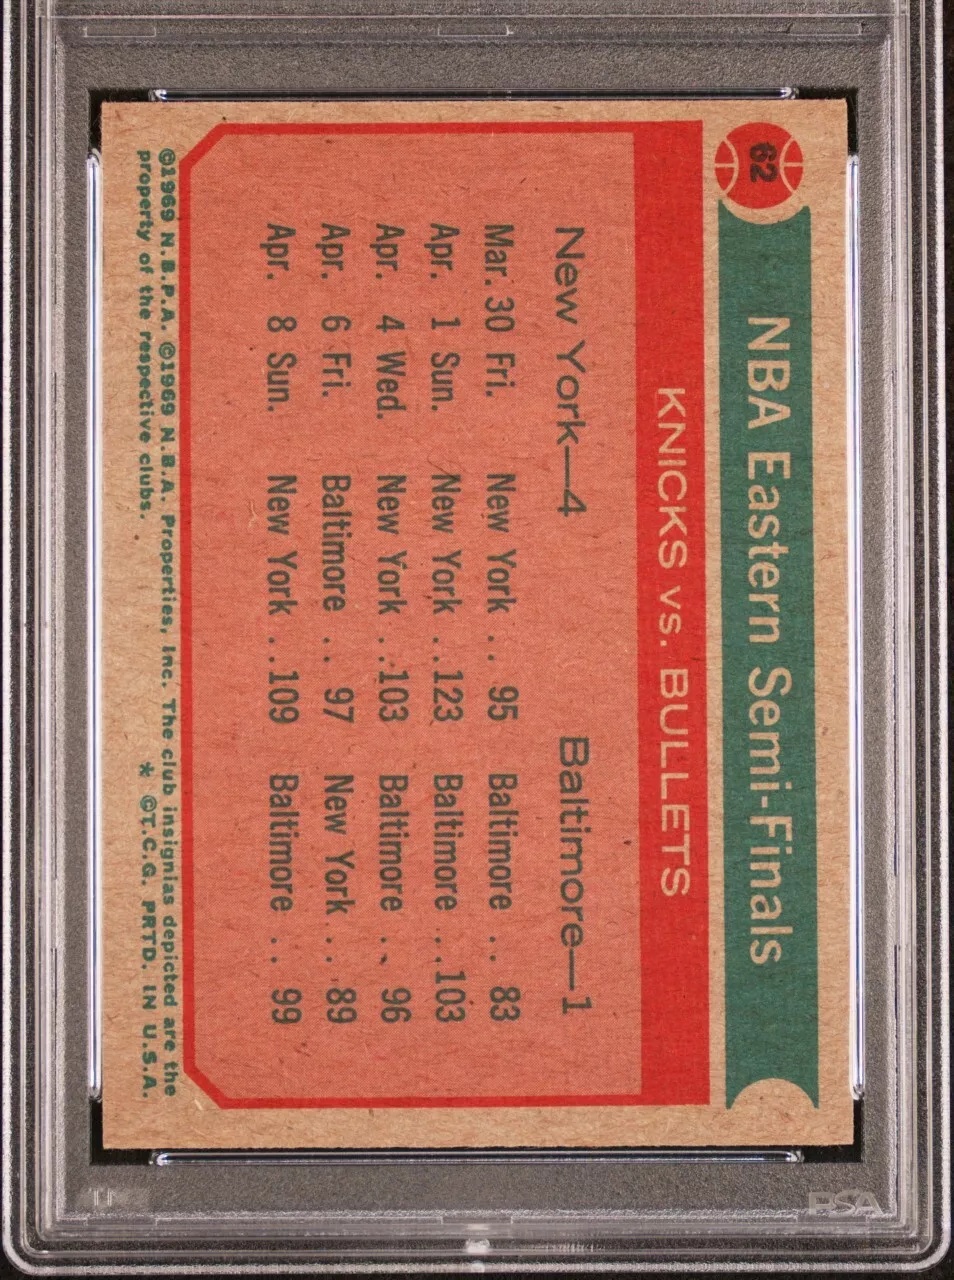 62
NBA Eastern Semi-Finals
KNICKS vs. BULLETS
New York—4 Baltimore—1
Mar. 30 Fri. New York . . 95 Baltimore . . 83
Apr. 1 Sun. New York . . 123 Baltimore . . 103
Apr. 4 Wed. New York . . 103 Baltimore . . 96
Apr. 6 Fri. Baltimore . . 97 New York . . 89
Apr. 8 Sun. New York . . 109 Baltimore . . 99
©1969 N.B.P.A. ©1969 N.B.A. Properties, Inc. The club insignias depicted are the
property of the respective clubs. * ©T.C.G. PRTD. IN U.S.A.
PSA